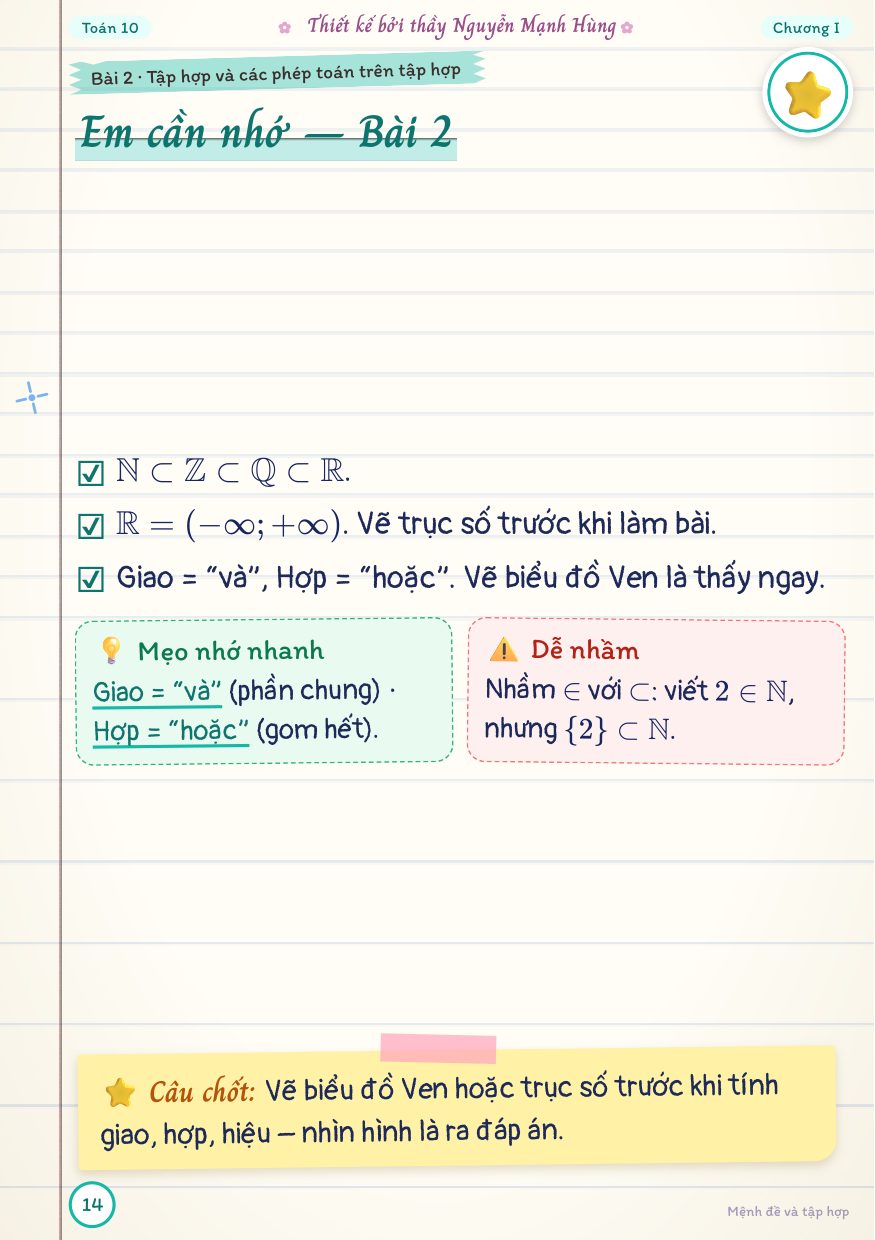 Toán 10
Thiết kế bởi thầy Nguyễn Mạnh Hùng
Chương I
Bài 2 · Tập hợp và các phép toán trên tập hợp
Em cần nhớ — Bài 2
☑ ℕ ⊂ ℤ ⊂ ℚ ⊂ ℝ.
☑ ℝ = (−∞; +∞). Vẽ trục số trước khi làm bài.
☑ Giao = “và”, Hợp = “hoặc”. Vẽ biểu đồ Ven là thấy ngay.
Mẹo nhớ nhanh
Giao = “và” (phần chung) ·
Hợp = “hoặc” (gom hết).
Dễ nhầm
Nhầm ∈ với ⊂: viết 2 ∈ ℕ,
nhưng {2} ⊂ ℕ.
Câu chốt: Vẽ biểu đồ Ven hoặc trục số trước khi tính
giao, hợp, hiệu — nhìn hình là ra đáp án.
14
Mệnh đề và tập hợp